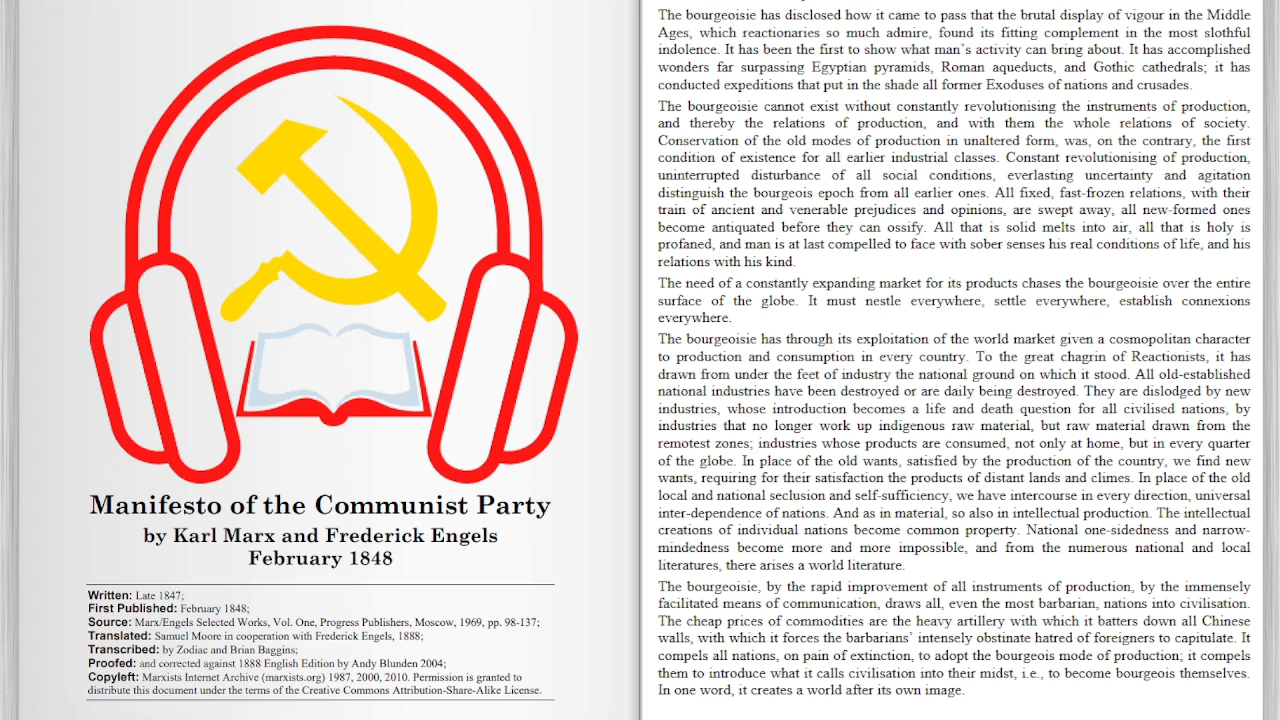 Manifesto of the Communist Party
by Karl Marx and Frederick Engels
February 1848
Written: Late 1847;
First Published: February 1848;
Source: Marx/Engels Selected Works, Vol. One, Progress Publishers, Moscow, 1969, pp. 98-137;
Translated: Samuel Moore in cooperation with Frederick Engels, 1888;
Transcribed: by Zodiac and Brian Baggins;
Proofed: and corrected against 1888 English Edition by Andy Blunden 2004;
Copyleft: Marxists Internet Archive (marxists.org) 1987, 2000, 2010. Permission is granted to
distribute this document under the terms of the Creative Commons Attribution-Share-Alike License.
The bourgeoisie has disclosed how it came to pass that the brutal display of vigour in the Middle
Ages, which reactionaries so much admire, found its fitting complement in the most slothful
indolence. It has been the first to show what man's activity can bring about. It has accomplished
wonders far surpassing Egyptian pyramids, Roman aqueducts, and Gothic cathedrals; it has
conducted expeditions that put in the shade all former Exoduses of nations and crusades.
The bourgeoisie cannot exist without constantly revolutionising the instruments of production,
and thereby the relations of production, and with them the whole relations of society.
Conservation of the old modes of production in unaltered form, was, on the contrary, the first
condition of existence for all earlier industrial classes. Constant revolutionising of production,
uninterrupted disturbance of all social conditions, everlasting uncertainty and agitation
distinguish the bourgeois epoch from all earlier ones. All fixed, fast-frozen relations, with their
train of ancient and venerable prejudices and opinions, are swept away, all new-formed ones
become antiquated before they can ossify. All that is solid melts into air, all that is holy is
profaned, and man is at last compelled to face with sober senses his real conditions of life, and his
relations with his kind.
The need of a constantly expanding market for its products chases the bourgeoisie over the entire
surface of the globe. It must nestle everywhere, settle everywhere, establish connexions
everywhere.
The bourgeoisie has through its exploitation of the world market given a cosmopolitan character
to production and consumption in every country. To the great chagrin of Reactionists, it has
drawn from under the feet of industry the national ground on which it stood. All old-established
national industries have been destroyed or are daily being destroyed. They are dislodged by new
industries, whose introduction becomes a life and death question for all civilised nations, by
industries that no longer work up indigenous raw material, but raw material drawn from the
remotest zones; industries whose products are consumed, not only at home, but in every quarter
of the globe. In place of the old wants, satisfied by the production of the country, we find new
wants, requiring for their satisfaction the products of distant lands and climes. In place of the old
local and national seclusion and self-sufficiency, we have intercourse in every direction, universal
inter-dependence of nations. And as in material, so also in intellectual production. The intellectual
creations of individual nations become common property. National one-sidedness and narrow-
mindedness become more and more impossible, and from the numerous national and local
literatures, there arises a world literature.
The bourgeoisie, by the rapid improvement of all instruments of production, by the immensely
facilitated means of communication, draws all, even the most barbarian, nations into civilisation.
The cheap prices of commodities are the heavy artillery with which it batters down all Chinese
walls, with which it forces the barbarians' intensely obstinate hatred of foreigners to capitulate. It
compels all nations, on pain of extinction, to adopt the bourgeois mode of production; it compels
them to introduce what it calls civilisation into their midst, i.e., to become bourgeois themselves.
In one word, it creates a world after its own image.